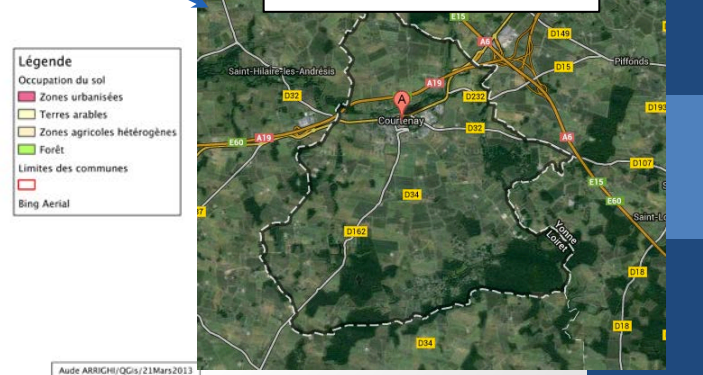 Légende
Occupation du sol
Zones urbanisées
Terres arables
Zones agricoles hétérogènes
Forêt
Limites des communes
Bing Aerial
E15
A6
D149
Saint-Hilaire-les-Andrésis
D15
Piffonds
A19
D32
A
D232
D193
Courtenay
D32
E60
A19
A6
D107
D34
E15
E60
Saint-Lo
D162
Yonne
Loiret
D18
D18
D34
Aude ARRIGHI/QGis/21Mars2013